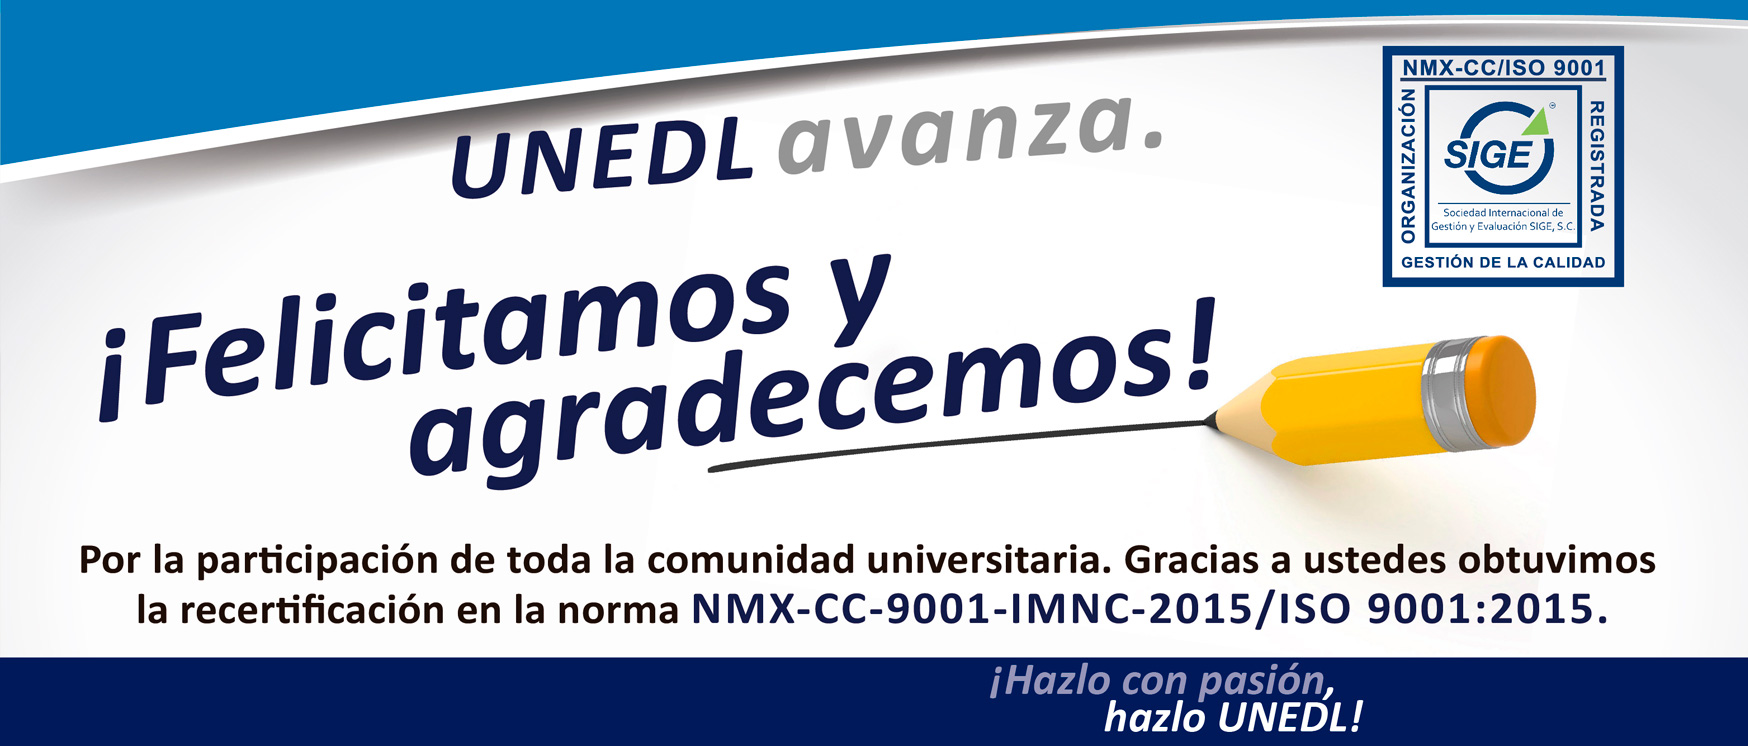 UNEDL avanza.
NMX-CC/ISO 9001
ORGANIZACIÓN
REGISTRADA
®
SIGE
Sociedad Internacional de
Gestión y Evaluación SIGE, S.C.
GESTIÓN DE LA CALIDAD
¡Felicitamos y
agradecemos!
Por la participación de toda la comunidad universitaria. Gracias a ustedes obtuvimos
la recertificación en la norma NMX-CC-9001-IMNC-2015/ISO 9001:2015.
¡Hazlo con pasión,
hazlo UNEDL!